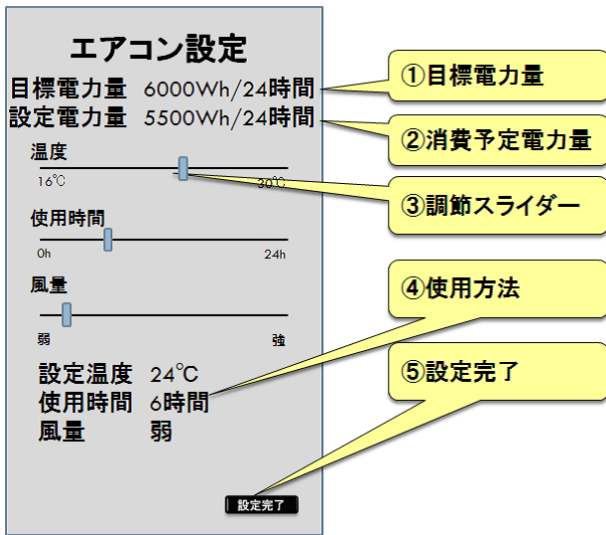 エアコン設定
目標電力量 6000Wh/24時間
設定電力量 5500Wh/24時間
温度
16℃ 30℃
使用時間
0h 24h
風量
弱 強
設定温度 24℃
使用時間 6時間
風量 弱
設定完了
①目標電力量
②消費予定電力量
③調節スライダー
④使用方法
⑤設定完了